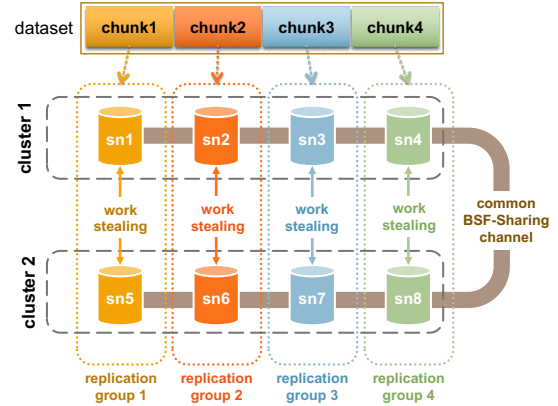 dataset
chunk1 chunk2 chunk3 chunk4
cluster 1
sn1 sn2 sn3 sn4
work work work work
stealing stealing stealing stealing
common
BSF-Sharing
channel
cluster 2
sn5 sn6 sn7 sn8
replication replication replication replication
group 1 group 2 group 3 group 4